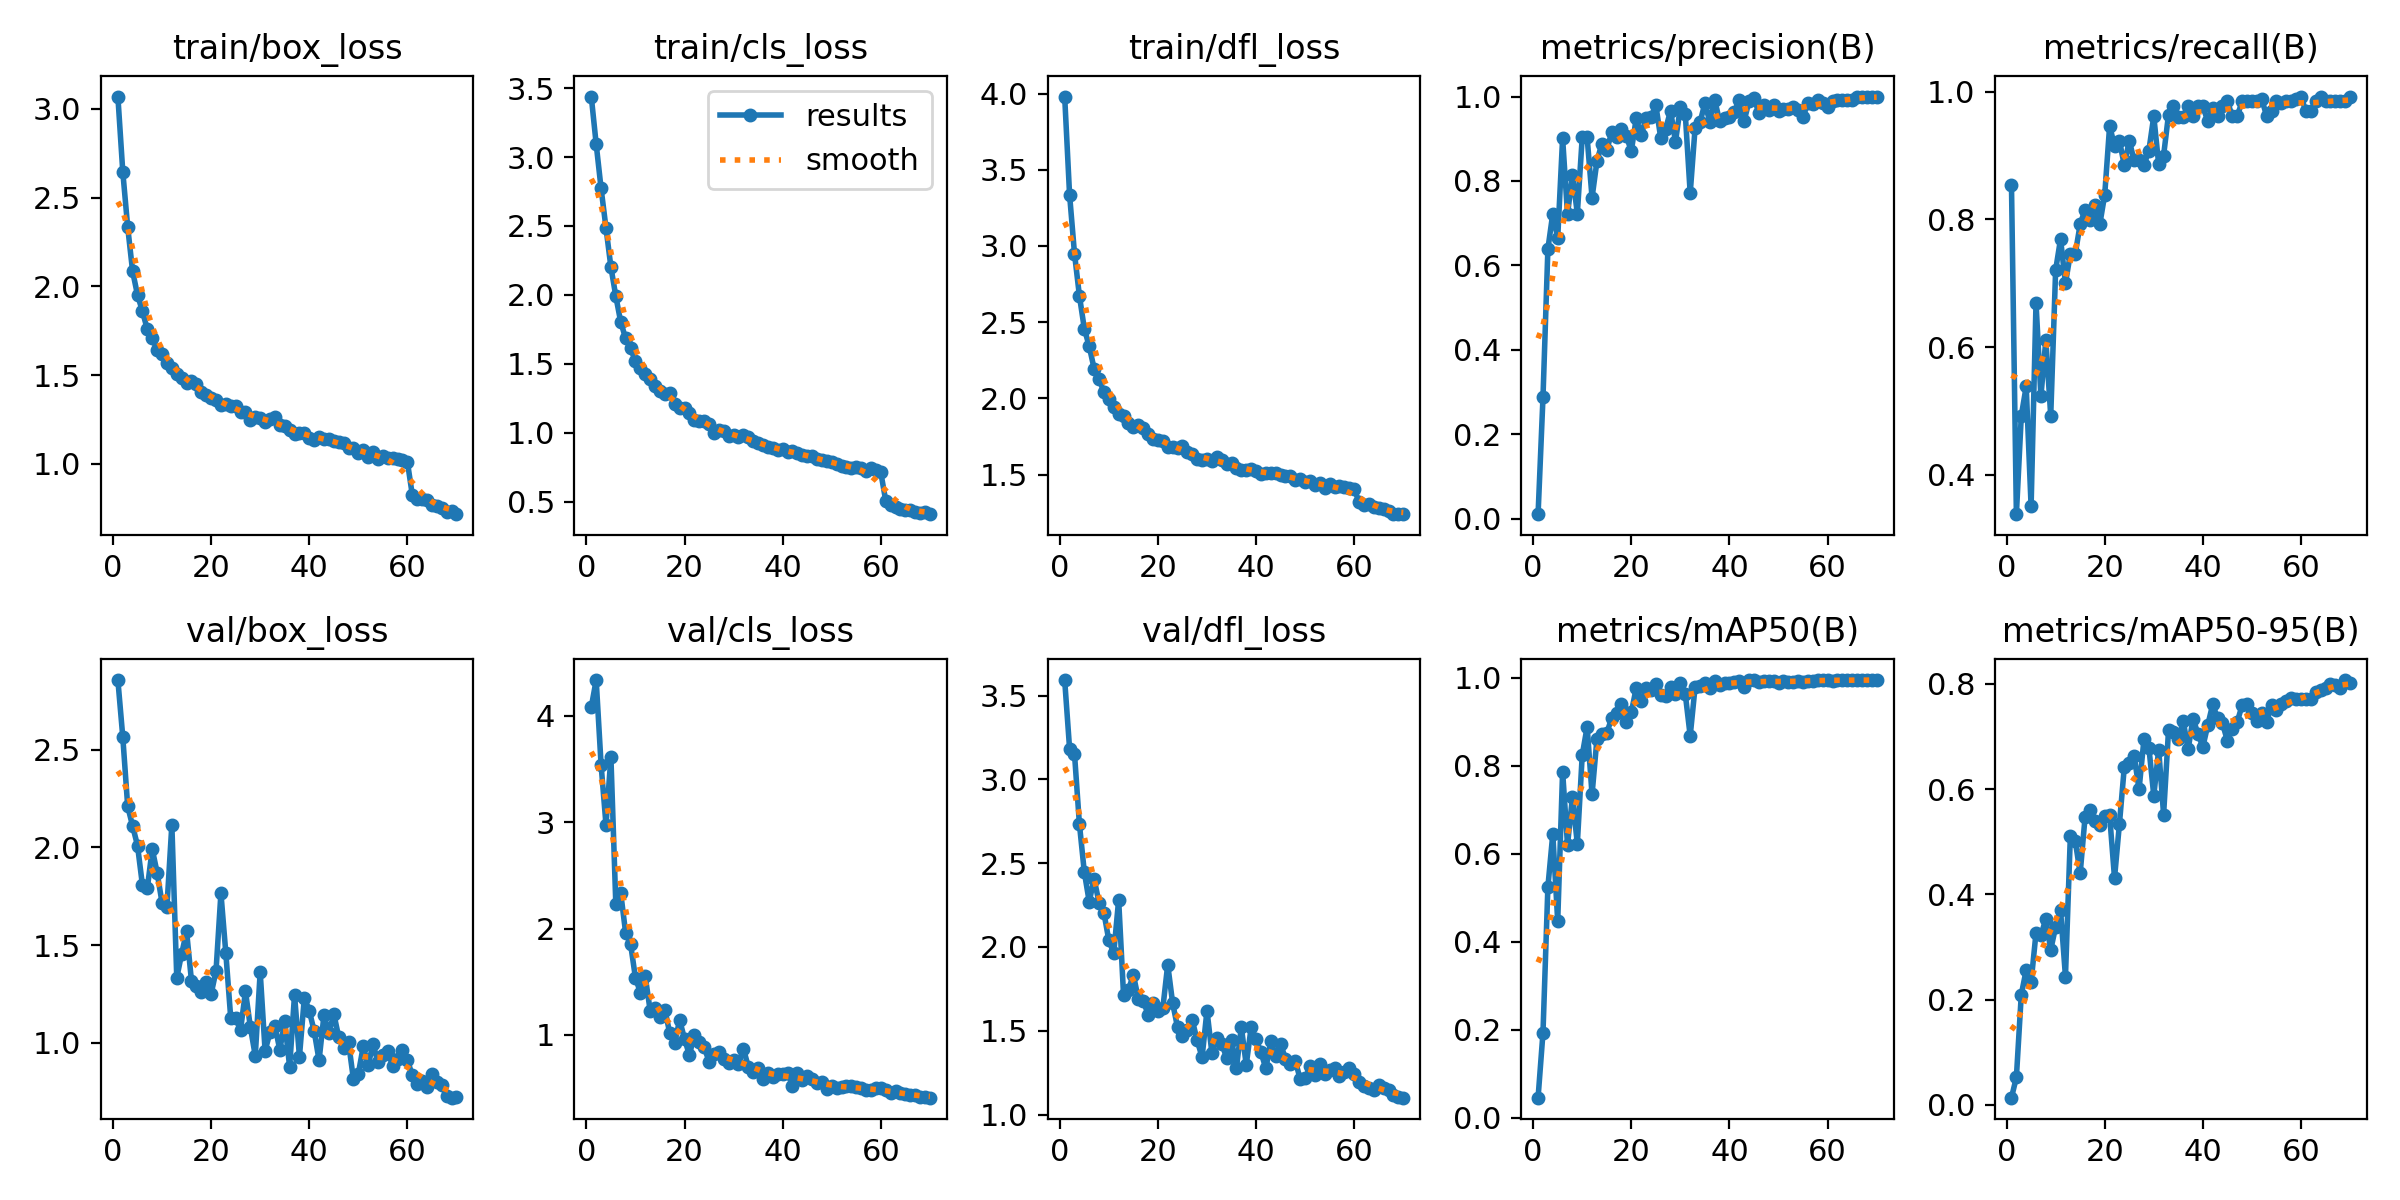 train/box_loss
3.0
2.5
2.0
1.5
1.0
0 20 40 60
train/cls_loss
results
smooth
3.5
3.0
2.5
2.0
1.5
1.0
0.5
0 20 40 60
train/dfl_loss
4.0
3.5
3.0
2.5
2.0
1.5
0 20 40 60
metrics/precision(B)
1.0
0.8
0.6
0.4
0.2
0.0
0 20 40 60
metrics/recall(B)
1.0
0.8
0.6
0.4
0 20 40 60
val/box_loss
2.5
2.0
1.5
1.0
0 20 40 60
val/cls_loss
4
3
2
1
0 20 40 60
val/dfl_loss
3.5
3.0
2.5
2.0
1.5
1.0
0 20 40 60
metrics/mAP50(B)
1.0
0.8
0.6
0.4
0.2
0.0
0 20 40 60
metrics/mAP50-95(B)
0.8
0.6
0.4
0.2
0.0
0 20 40 60